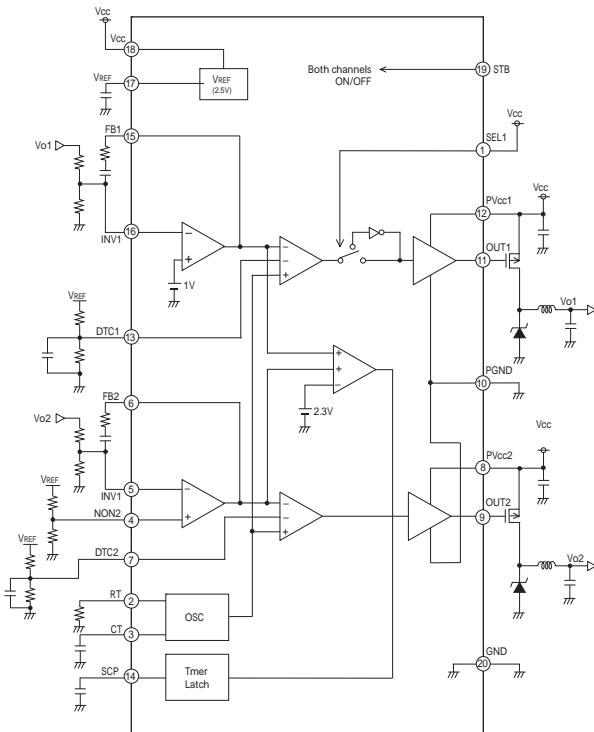 Vcc
Vcc
18
VREF
17
VREF
(2.5V)
Both channels
ON/OFF
19
STB
FB1
15
Vo1
Vcc
SEL1
1
INV1
16
1V
PVcc1
12
Vcc
OUT1
11
Vo1
VREF
DTC1
13
PGND
10
FB2
6
Vo2
2.3V
Vcc
PVcc2
8
5
INV1
VREF
NON2
4
OUT2
9
VREF
DTC2
7
Vo2
RT
2
OSC
CT
3
SCP
14
Tmer
Latch
GND
20